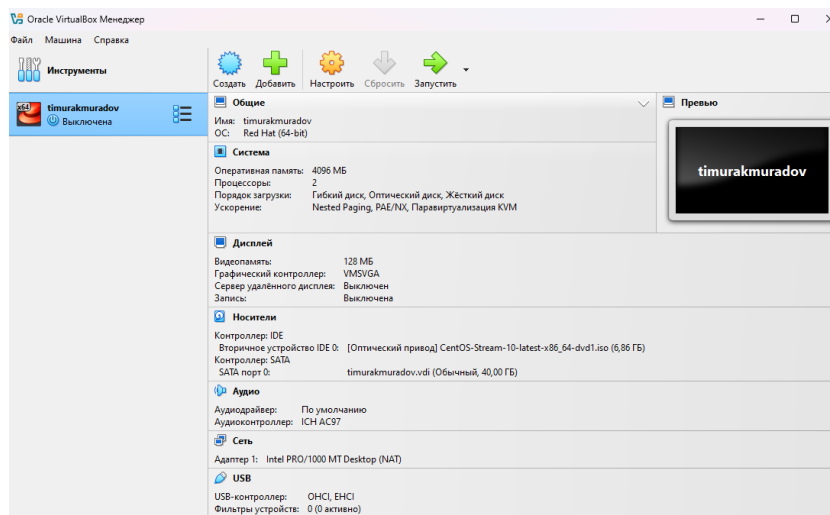 Oracle VirtualBox Менеджер
Файл Машина Справка
Инструменты
Создать Добавить Настроить Сбросить Запустить
x64
timurakmuradov
Выключена
Общие
Имя: timurakmuradov
ОС: Red Hat (64-bit)
Превью
timurakmuradov
Система
Оперативная память: 4096 МБ
Процессоры: 2
Порядок загрузки: Гибкий диск, Оптический диск, Жёсткий диск
Ускорение: Nested Paging, PAE/NX, Паравиртуализация KVM
Дисплей
Видеопамять: 128 МБ
Графический контроллер: VMSVGA
Сервер удалённого дисплея: Выключен
Запись: Выключена
Носители
Контроллер: IDE
Вторичное устройство IDE 0: [Оптический привод] CentOS-Stream-10-latest-x86_64-dvd1.iso (6,86 ГБ)
Контроллер: SATA
SATA порт 0: timurakmuradov.vdi (Обычный, 40,00 ГБ)
Аудио
Аудиодрайвер: По умолчанию
Аудиоконтроллер: ICH AC97
Сеть
Адаптер 1: Intel PRO/1000 MT Desktop (NAT)
USB
USB-контроллер: OHCI, EHCI
Фильтры устройств: 0 (0 активно)